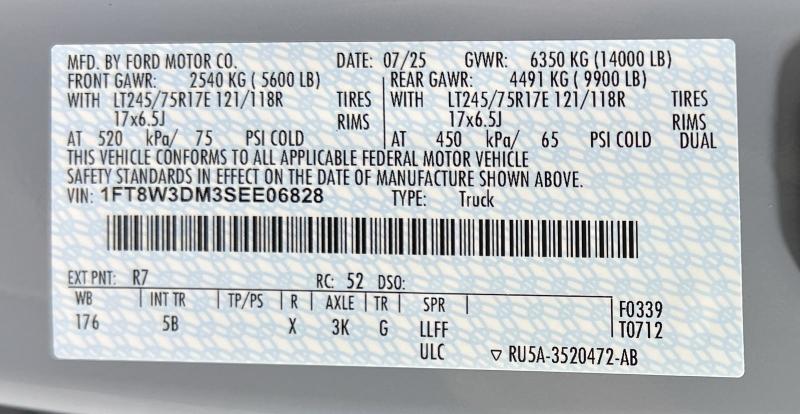 MFD. BY FORD MOTOR CO. DATE: 07/25 GVWR: 6350 KG (14000 LB)
FRONT GAWR: 2540 KG ( 5600 LB) REAR GAWR: 4491 KG ( 9900 LB)
WITH LT245/75R17E 121/118R TIRES WITH LT245/75R17E 121/118R TIRES
17x6.5J RIMS 17x6.5J RIMS
AT 520 kPa/ 75 PSI COLD AT 450 kPa/ 65 PSI COLD DUAL
THIS VEHICLE CONFORMS TO ALL APPLICABLE FEDERAL MOTOR VEHICLE
SAFETY STANDARDS IN EFFECT ON THE DATE OF MANUFACTURE SHOWN ABOVE.
VIN: 1FT8W3DM3SEE06828 TYPE: Truck
EXT PNT: R7 RC: 52 DSO:
WB INT TR TP/PS R AXLE TR SPR F0339
176 5B X 3K G LLFF T0712
ULC ▽ RU5A-3520472-AB